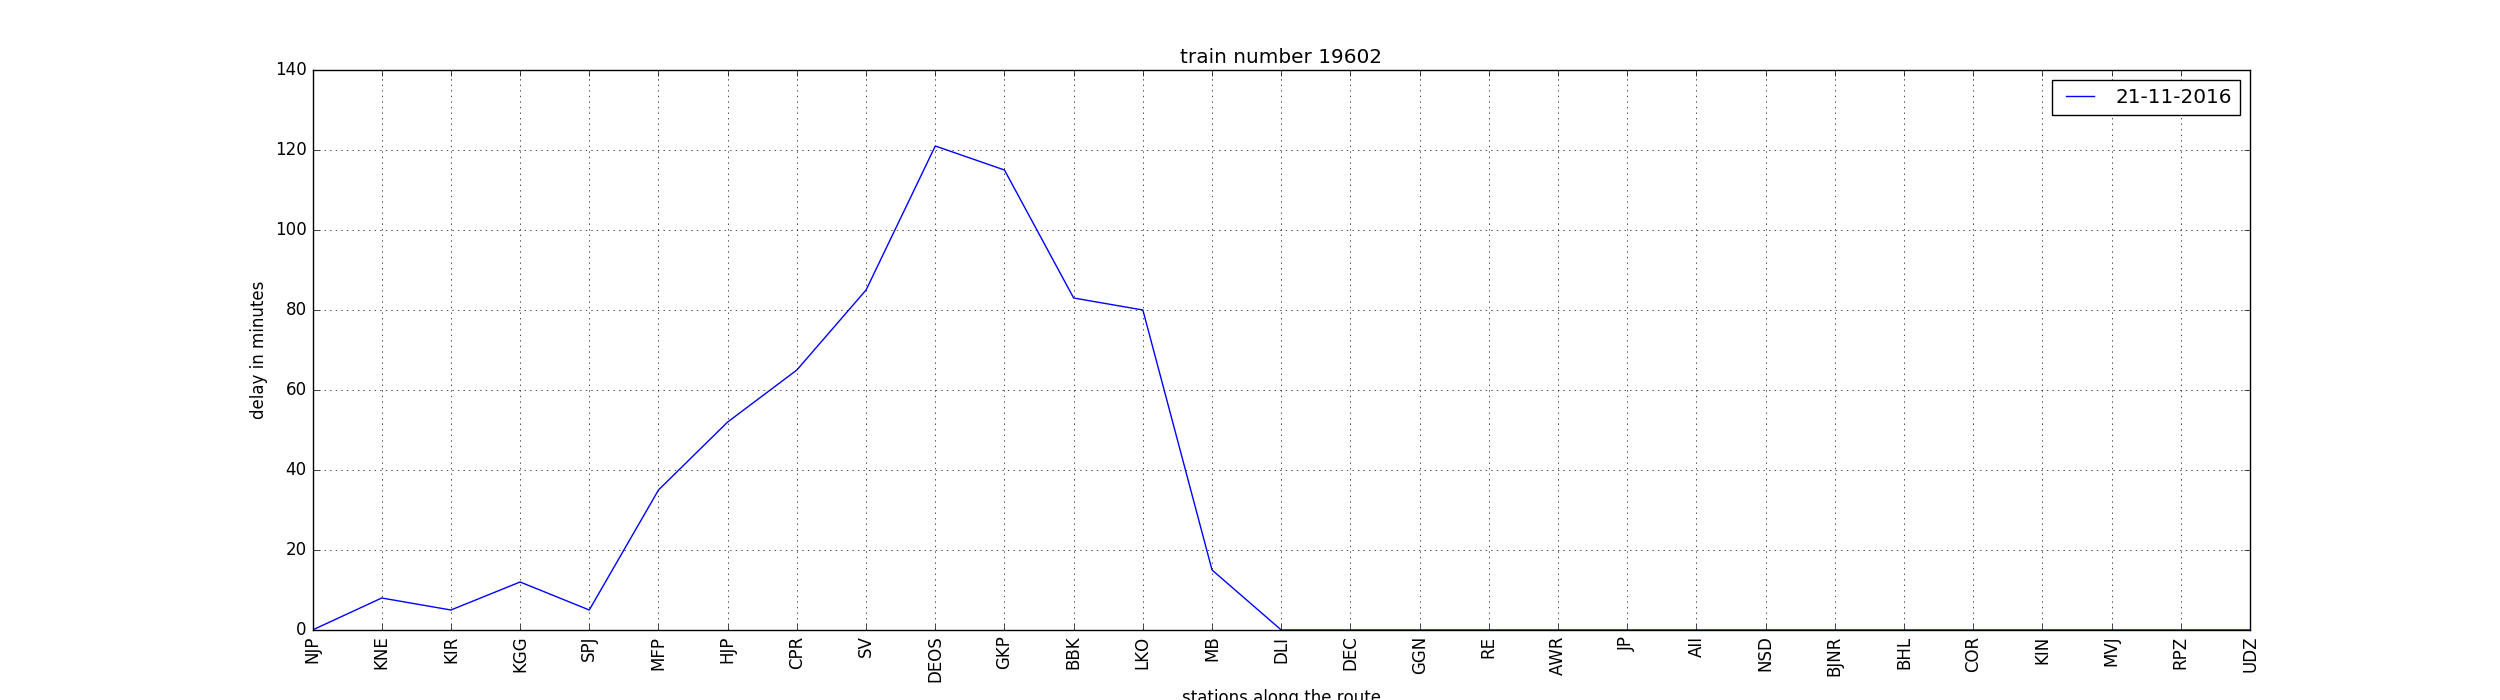 train number 19602
140
120
100
80
60
40
20
0
delay in minutes
21-11-2016
NJP
KNE
KIR
KGG
SPJ
MFP
HJP
CPR
SV
DEOS
GKP
BBK
LKO
MB
DLI
DEC
GGN
RE
AWR
JP
AII
NSD
BJNR
BHL
COR
KIN
MVJ
RPZ
UDZ
stations along the route